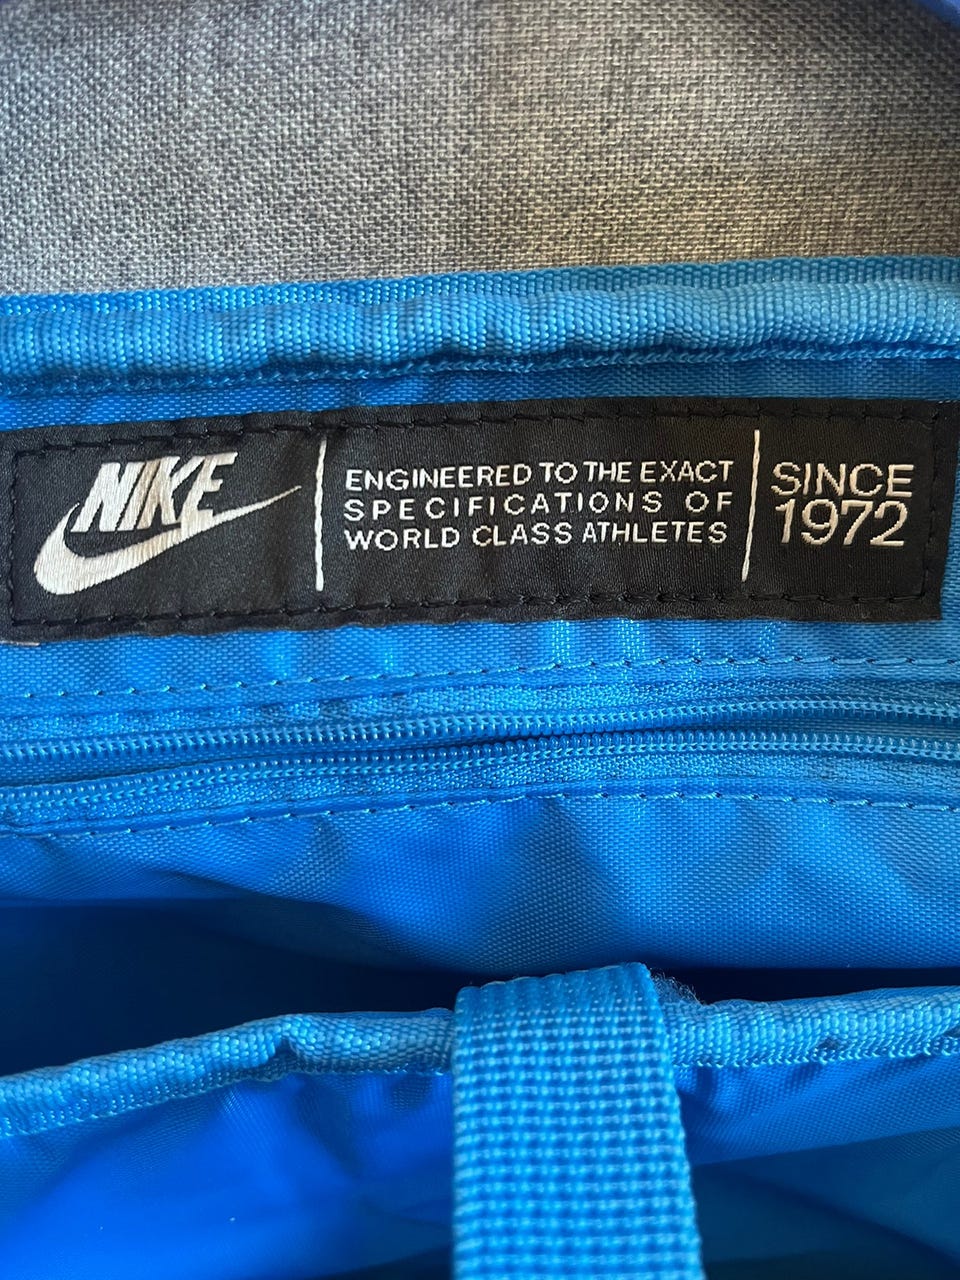 NIKE
ENGINEERED TO THE EXACT
SPECIFICATIONS OF
WORLD CLASS ATHLETES
SINCE
1972